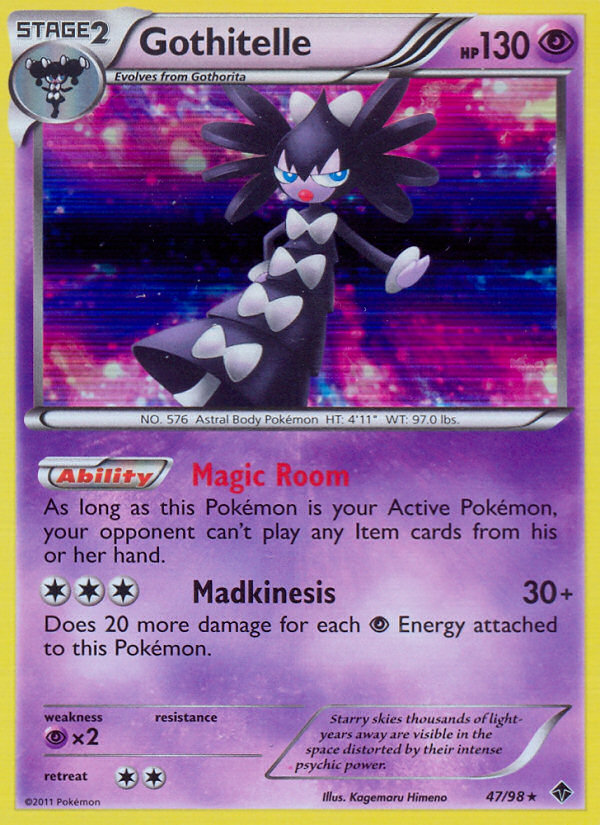 STAGE2
Gothitelle
HP130
Evolves from Gothorita
NO. 576 Astral Body Pokémon HT: 4'11" WT: 97.0 lbs.
Ability Magic Room
As long as this Pokémon is your Active Pokémon,
your opponent can't play any Item cards from his
or her hand.
Madkinesis 30+
Does 20 more damage for each Energy attached
to this Pokémon.
weakness resistance
×2
retreat
Starry skies thousands of light-
years away are visible in the
space distorted by their intense
psychic power.
©2011 Pokémon
Illus. Kagemaru Himeno
47/98★